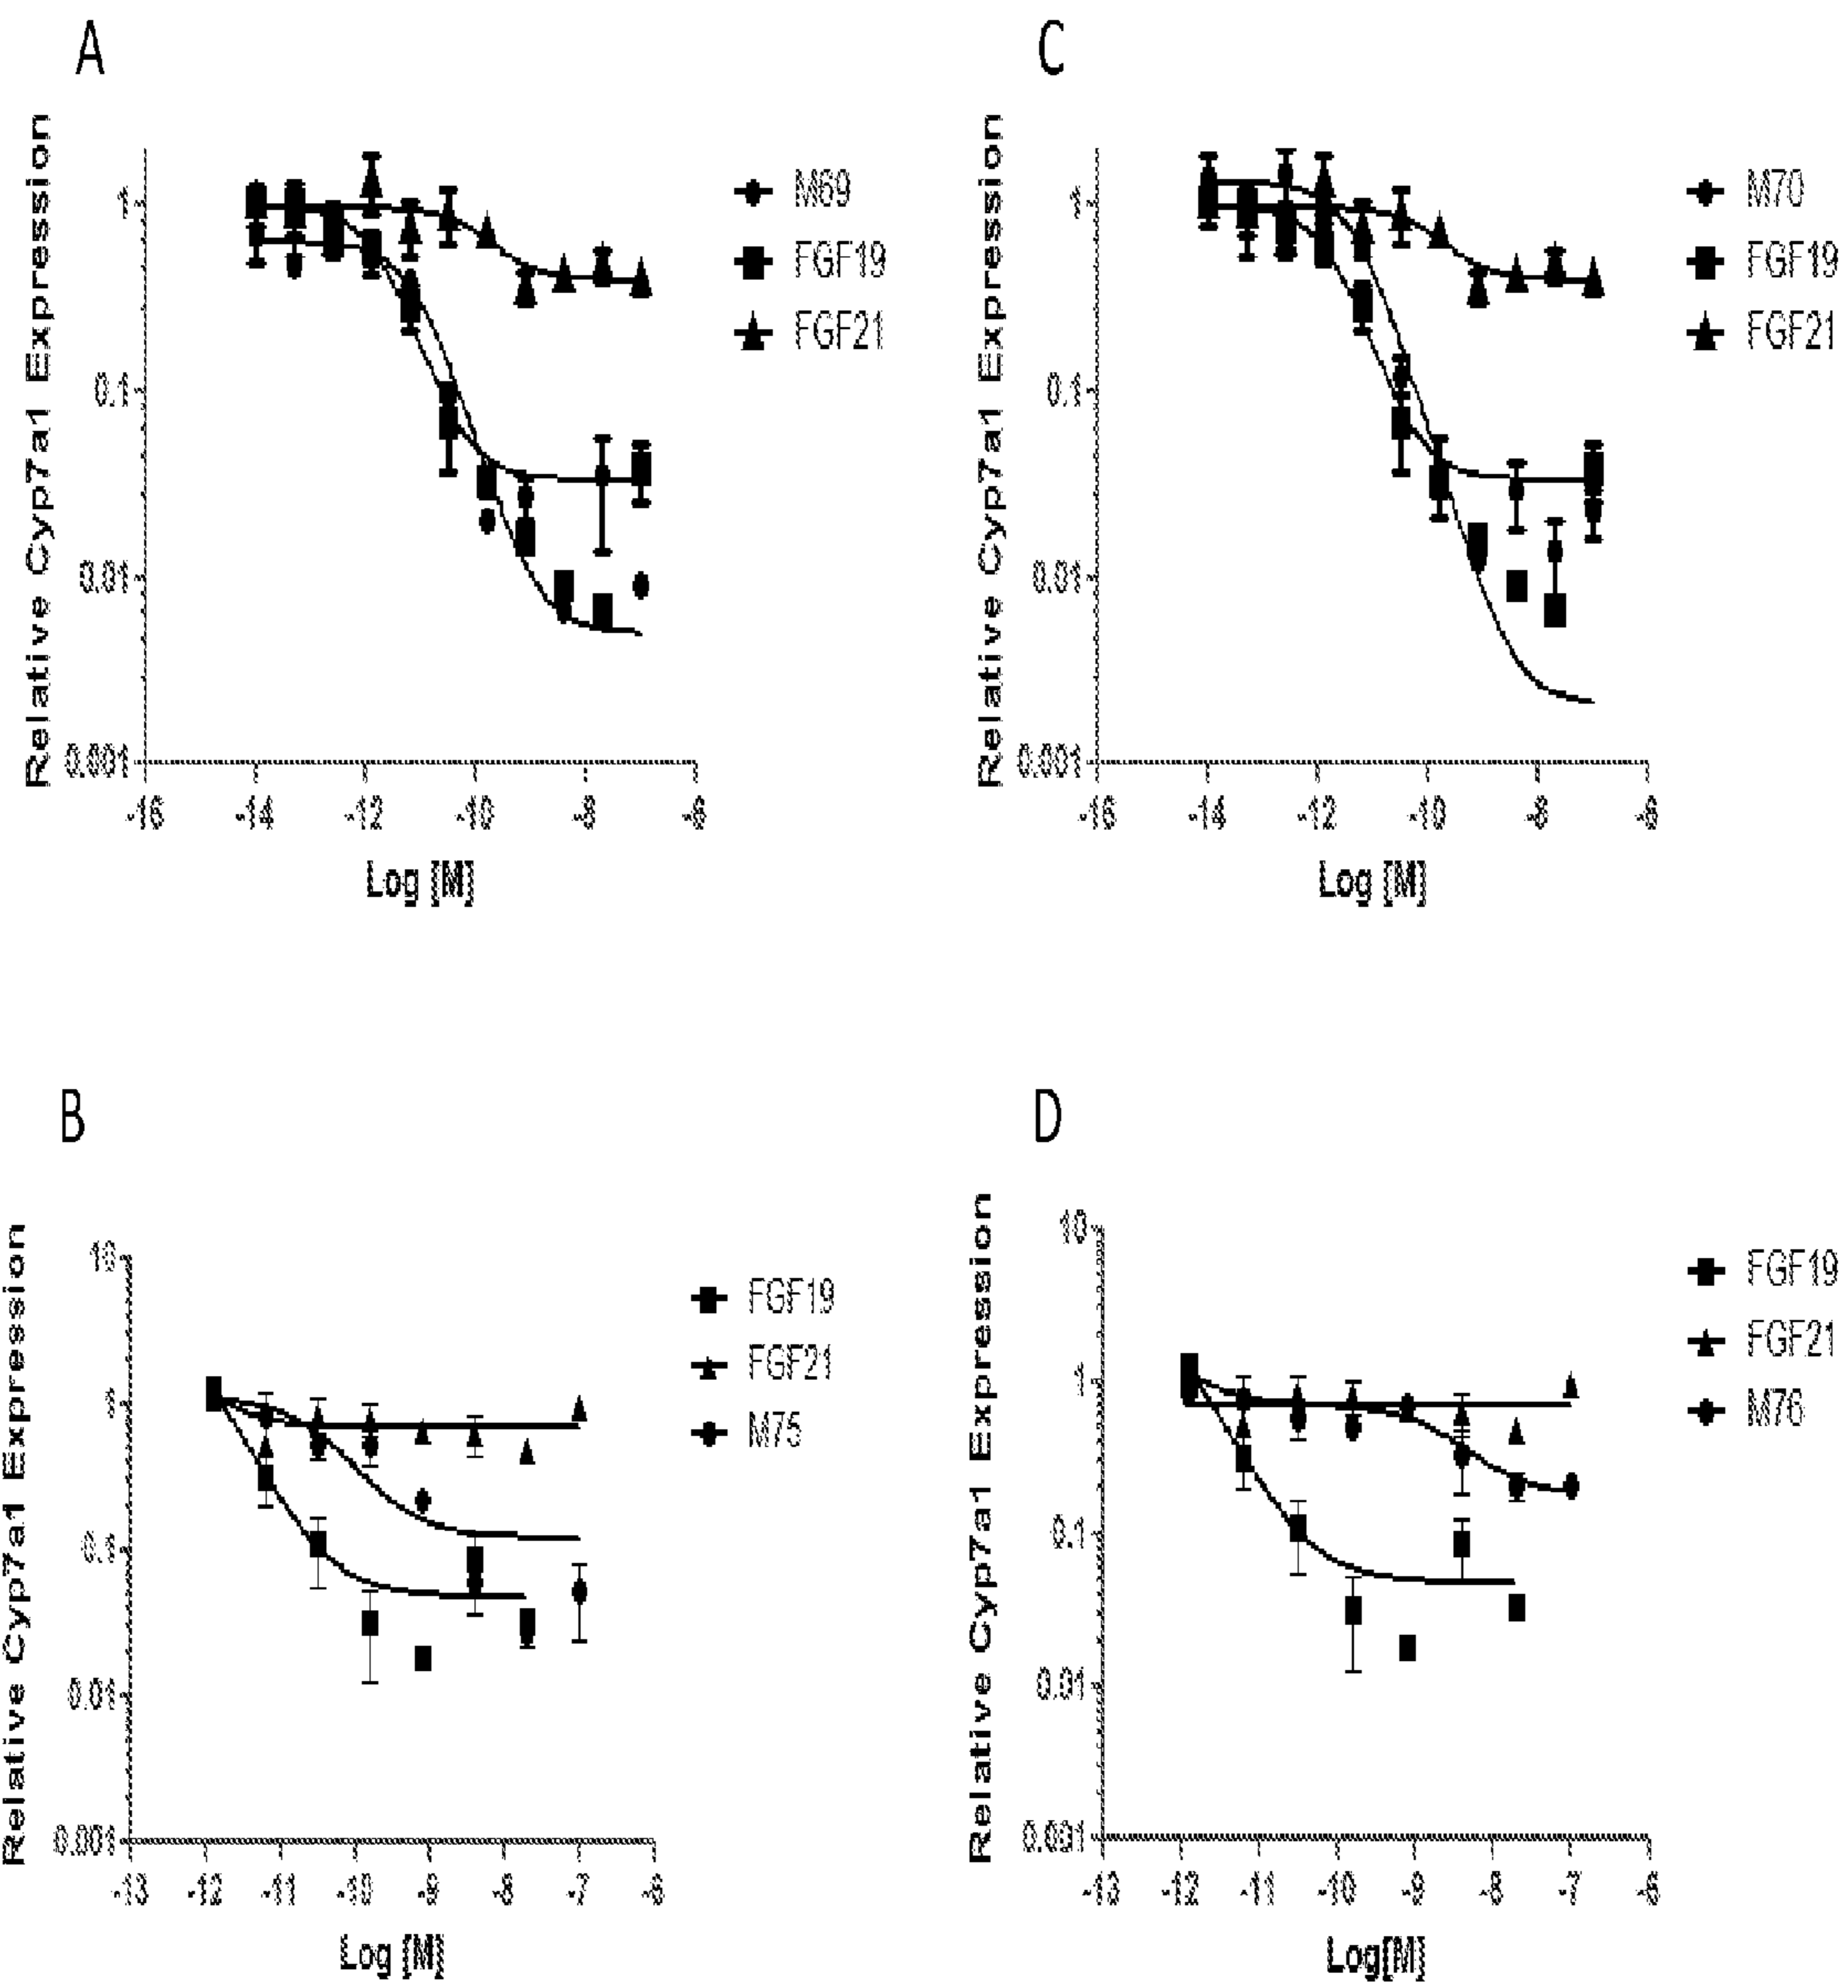 A
Relative Cyp7a1 Expression
1
0.1
0.01
0.001
-16 -14 -12 -10 -8 -6
Log [M]
M69
FGF19
FGF21
C
Relative Cyp7a1 Expression
1
0.1
0.01
0.001
-16 -14 -12 -10 -8 -6
Log [M]
M70
FGF19
FGF21
B
Relative Cyp7a1 Expression
10
1
0.1
0.01
0.001
-13 -12 -11 -10 -9 -8 -7 -6
Log [M]
FGF19
FGF21
M75
D
Relative Cyp7a1 Expression
10
1
0.1
0.01
0.001
-13 -12 -11 -10 -9 -8 -7 -6
Log[M]
FGF19
FGF21
M76